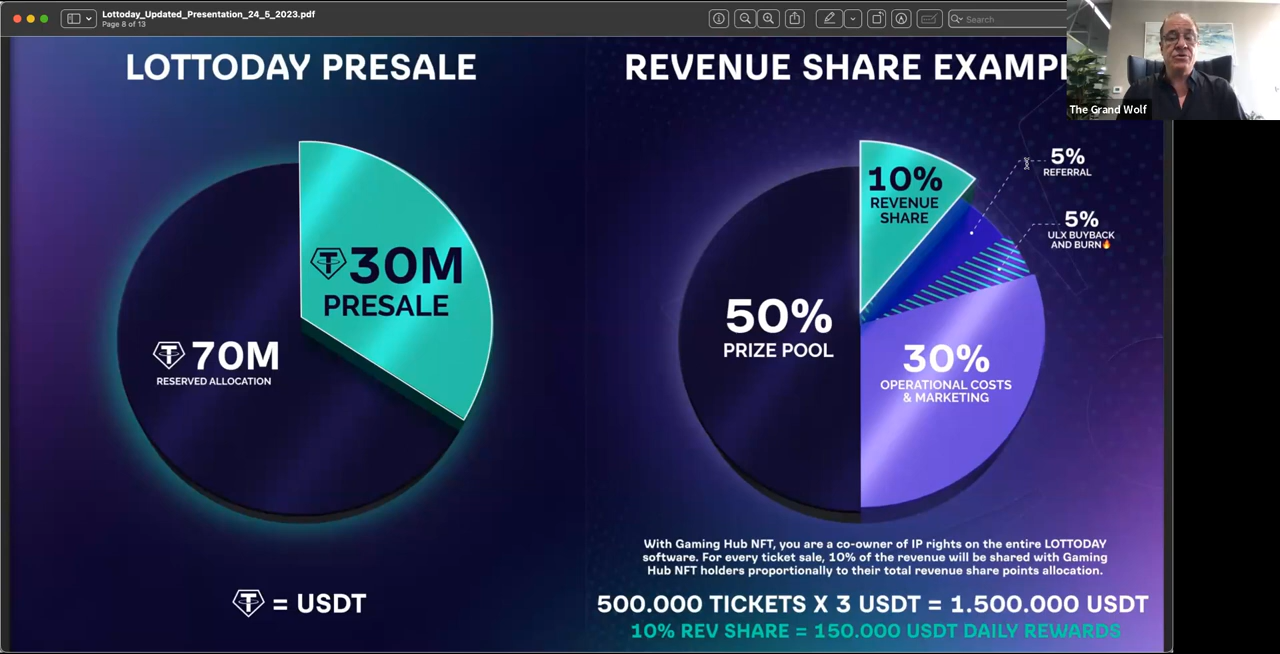 Lottoday_Updated_Presentation_24_5_2023.pdf
Page 8 of 13
Search
The Grand Wolf
LOTTODAY PRESALE
30M
PRESALE
70M
RESERVED ALLOCATION
= USDT
REVENUE SHARE EXAMP
10%
REVENUE
SHARE
5%
REFERRAL
5%
ULX BUYBACK
AND BURN🔥
50%
PRIZE POOL
30%
OPERATIONAL COSTS
& MARKETING
With Gaming Hub NFT, you are a co-owner of IP rights on the entire LOTTODAY
software. For every ticket sale, 10% of the revenue will be shared with Gaming
Hub NFT holders proportionally to their total revenue share points allocation.
500.000 TICKETS X 3 USDT = 1.500.000 USDT
10% REV SHARE = 150.000 USDT DAILY REWARDS